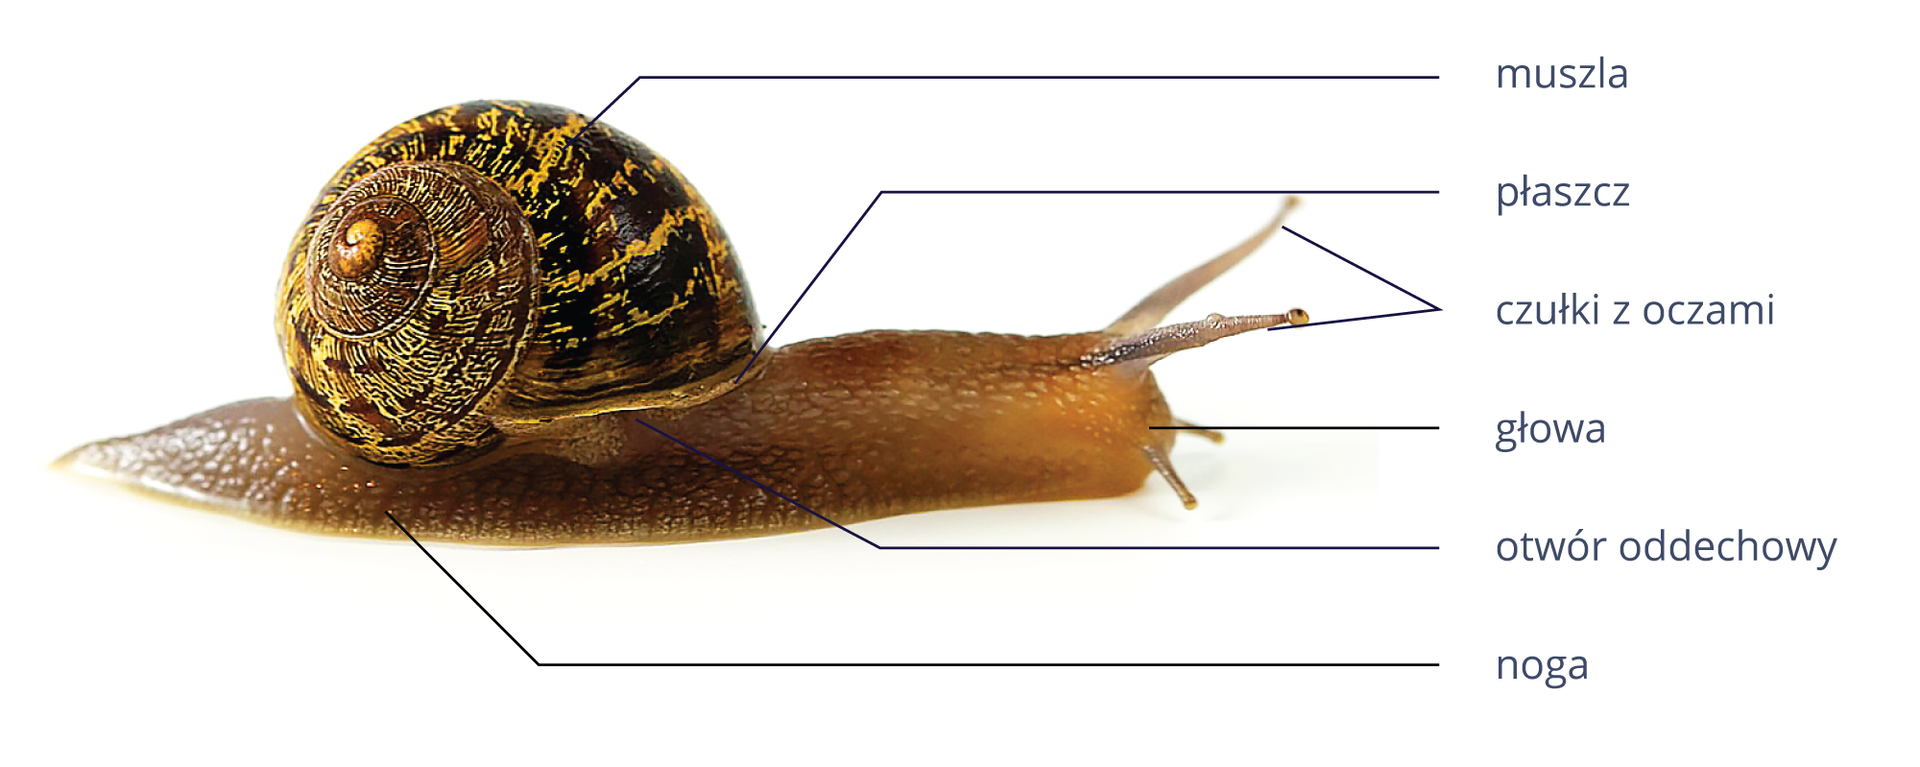 muszla
płaszcz
czułki z oczami
głowa
otwór oddechowy
noga